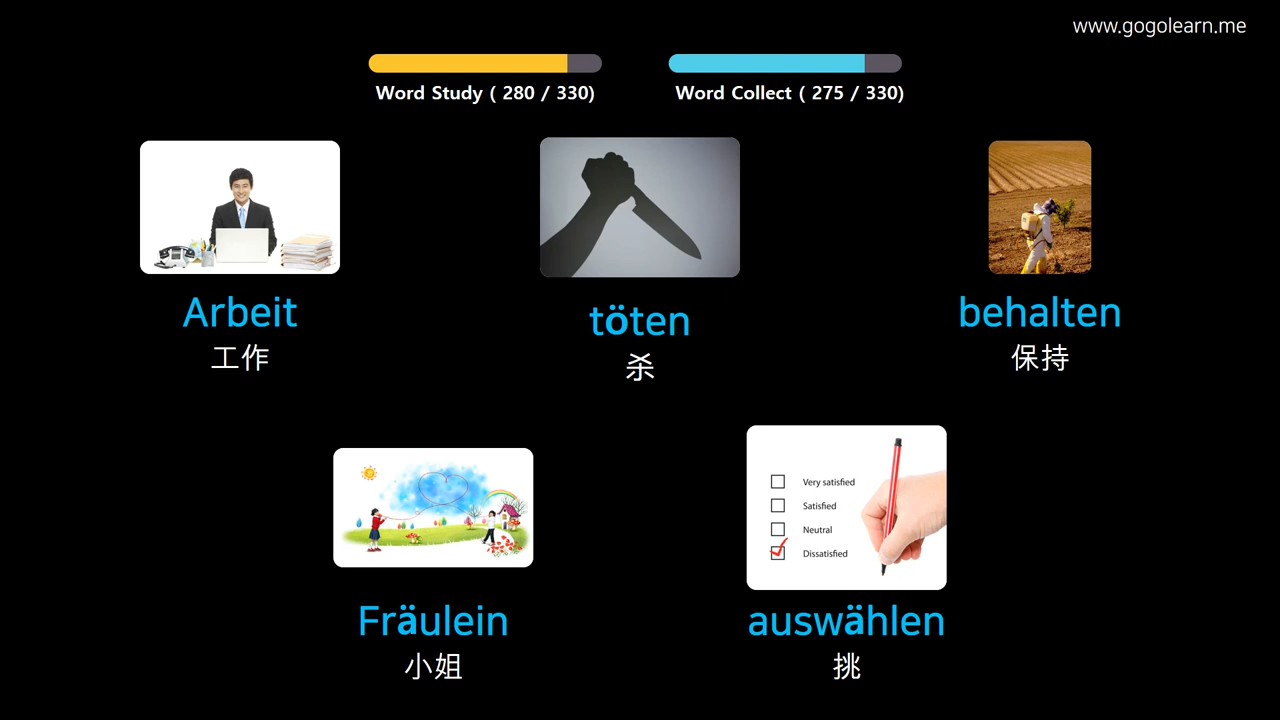 www.gogolearn.me
Word Study ( 280 / 330)
Word Collect ( 275 / 330)
Arbeit
工作
töten
杀
behalten
保持
Very satisfied
Satisfied
Neutral
Dissatisfied
Fräulein
小姐
auswählen
挑